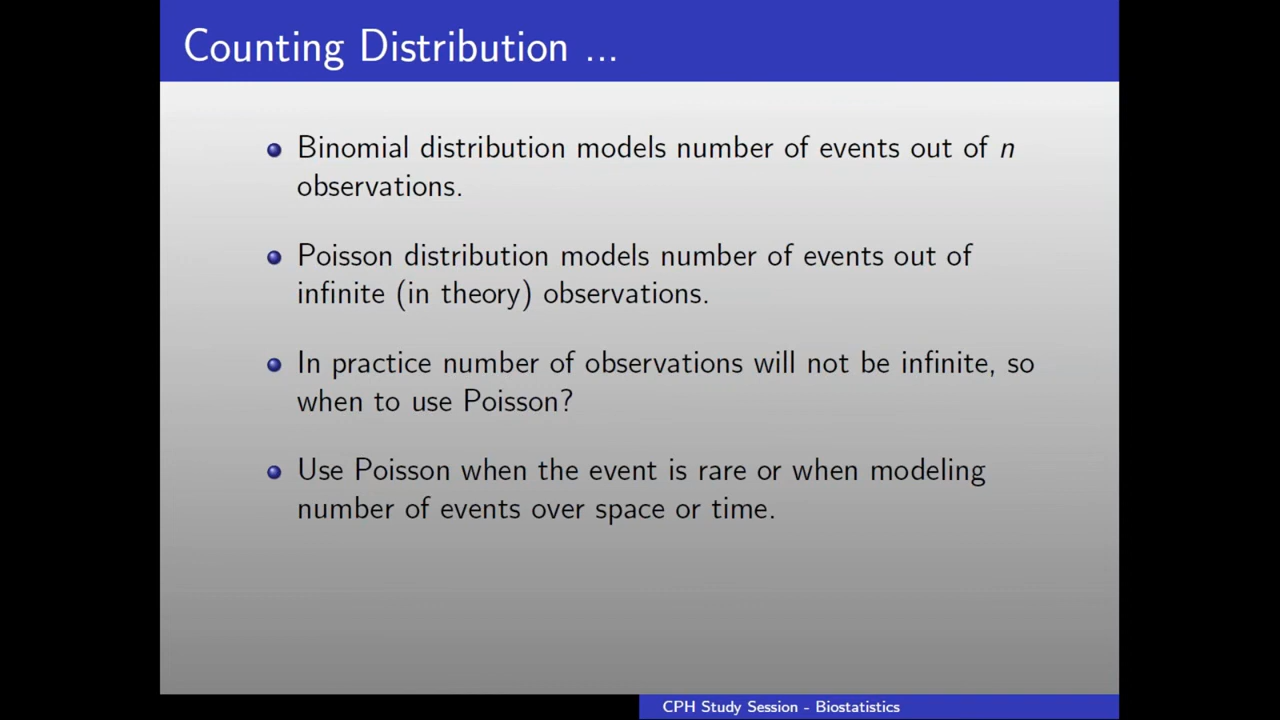 Counting Distribution ...
Binomial distribution models number of events out of n
observations.
Poisson distribution models number of events out of
infinite (in theory) observations.
In practice number of observations will not be infinite, so
when to use Poisson?
Use Poisson when the event is rare or when modeling
number of events over space or time.
CPH Study Session - Biostatistics